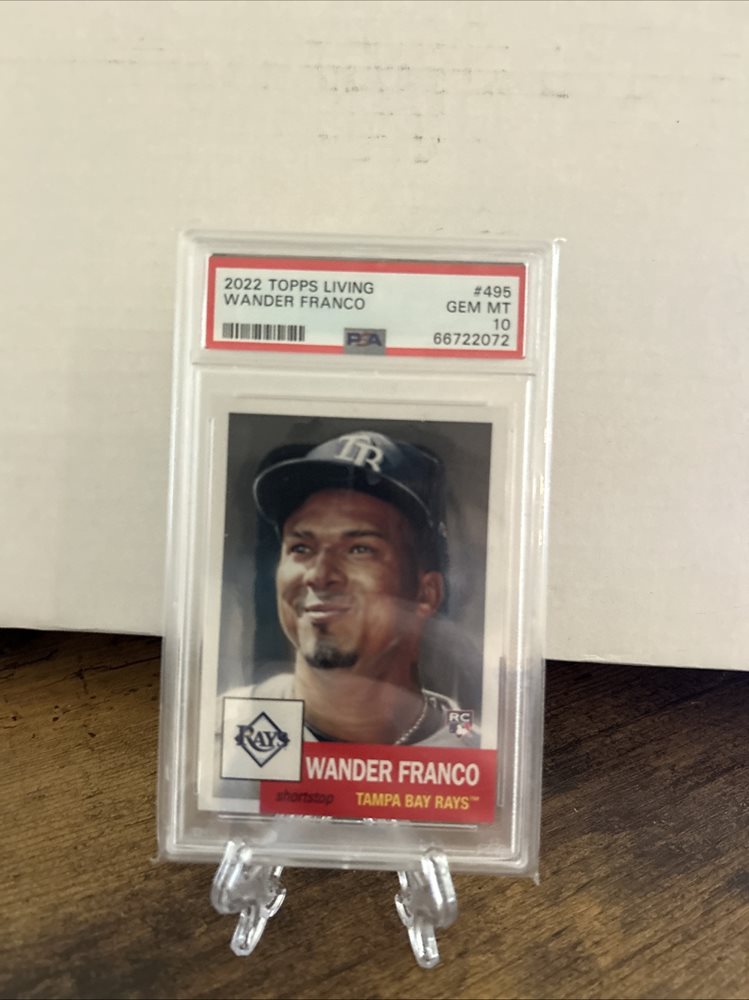 2022 TOPPS LIVING #495
WANDER FRANCO GEM MT
10
PSA 66722072
TR
RC
RAYS
WANDER FRANCO
shortstop TAMPA BAY RAYS™